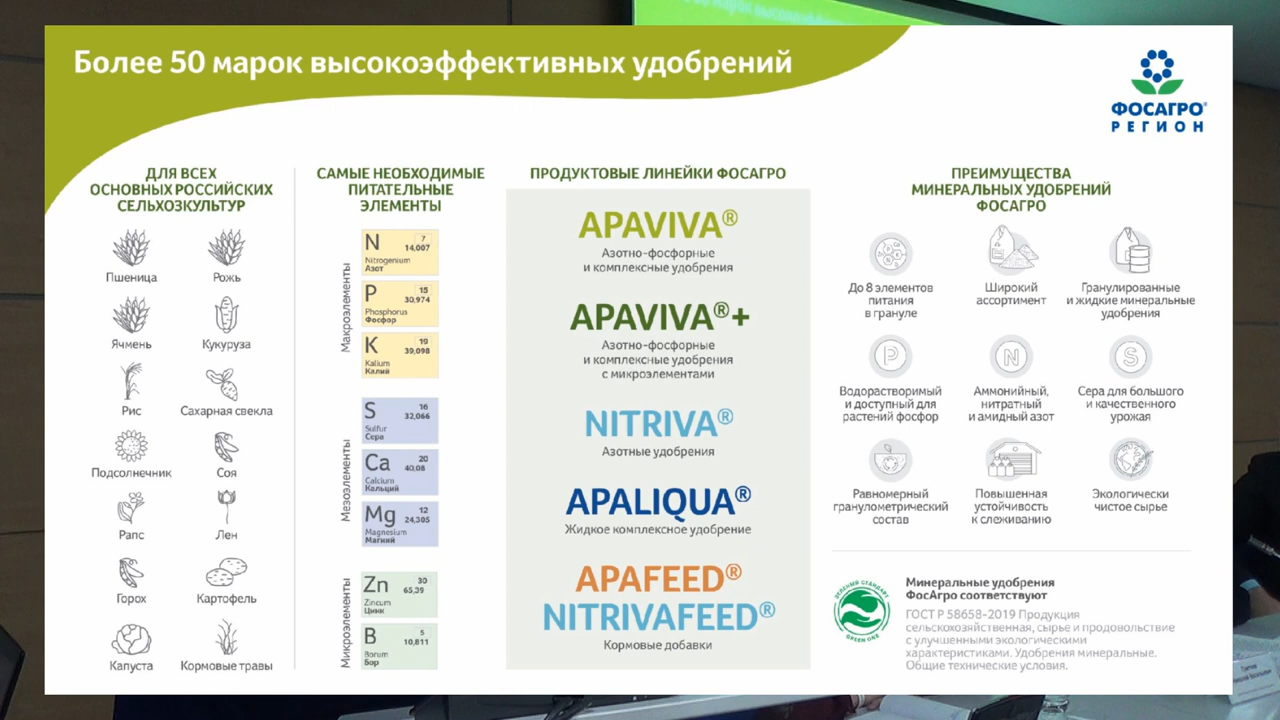 Более 50 марок высокоэффективных удобрений
ФОСАГРО®
РЕГИОН
ДЛЯ ВСЕХ
ОСНОВНЫХ РОССИЙСКИХ
СЕЛЬХОЗКУЛЬТУР
Пшеница
Рожь
Ячмень
Кукуруза
Рис
Сахарная свекла
Подсолнечник
Соя
Рапс
Лен
Горох
Картофель
Капуста
Кормовые травы
САМЫЕ НЕОБХОДИМЫЕ
ПИТАТЕЛЬНЫЕ
ЭЛЕМЕНТЫ
Макроэлементы
N
7
14,007
Nitrogenium
Азот
P
15
30,974
Phosphorus
Фосфор
K
19
39,098
Kalium
Калий
Мезоэлементы
S
16
32,066
Sulfur
Сера
Ca
20
40,08
Calcium
Кальций
Mg
12
24,305
Magnesium
Магний
Микроэлементы
Zn
30
65,39
Zincum
Цинк
B
5
10,811
Borum
Бор
ПРОДУКТОВЫЕ ЛИНЕЙКИ ФОСАГРО
APAVIVA®
Азотно-фосфорные
и комплексные удобрения
APAVIVA®+
Азотно-фосфорные
и комплексные удобрения
с микроэлементами
NITRIVA®
Азотные удобрения
APALIQUA®
Жидкое комплексное удобрение
APAFEED®
NITRIVAFEED®
Кормовые добавки
ПРЕИМУЩЕСТВА
МИНЕРАЛЬНЫХ УДОБРЕНИЙ
ФОСАГРО
До 8 элементов
питания
в грануле
Широкий
ассортимент
Гранулированные
и жидкие минеральные
удобрения
P
Водорастворимый
и доступный для
растений фосфор
N
Аммонийный,
нитратный
и амидный азот
S
Сера для большого
и качественного
урожая
Равномерный
гранулометрический
состав
Повышенная
устойчивость
к слеживанию
Экологически
чистое сырье
ЗЕЛЕНЫЙ СТАНДАРТ
GREEN ONE
Минеральные удобрения
ФосАгро соответствуют
ГОСТ Р 58658-2019 Продукция
сельскохозяйственная, сырье и продовольствие
с улучшенными экологическими
характеристиками. Удобрения минеральные.
Общие технические условия.